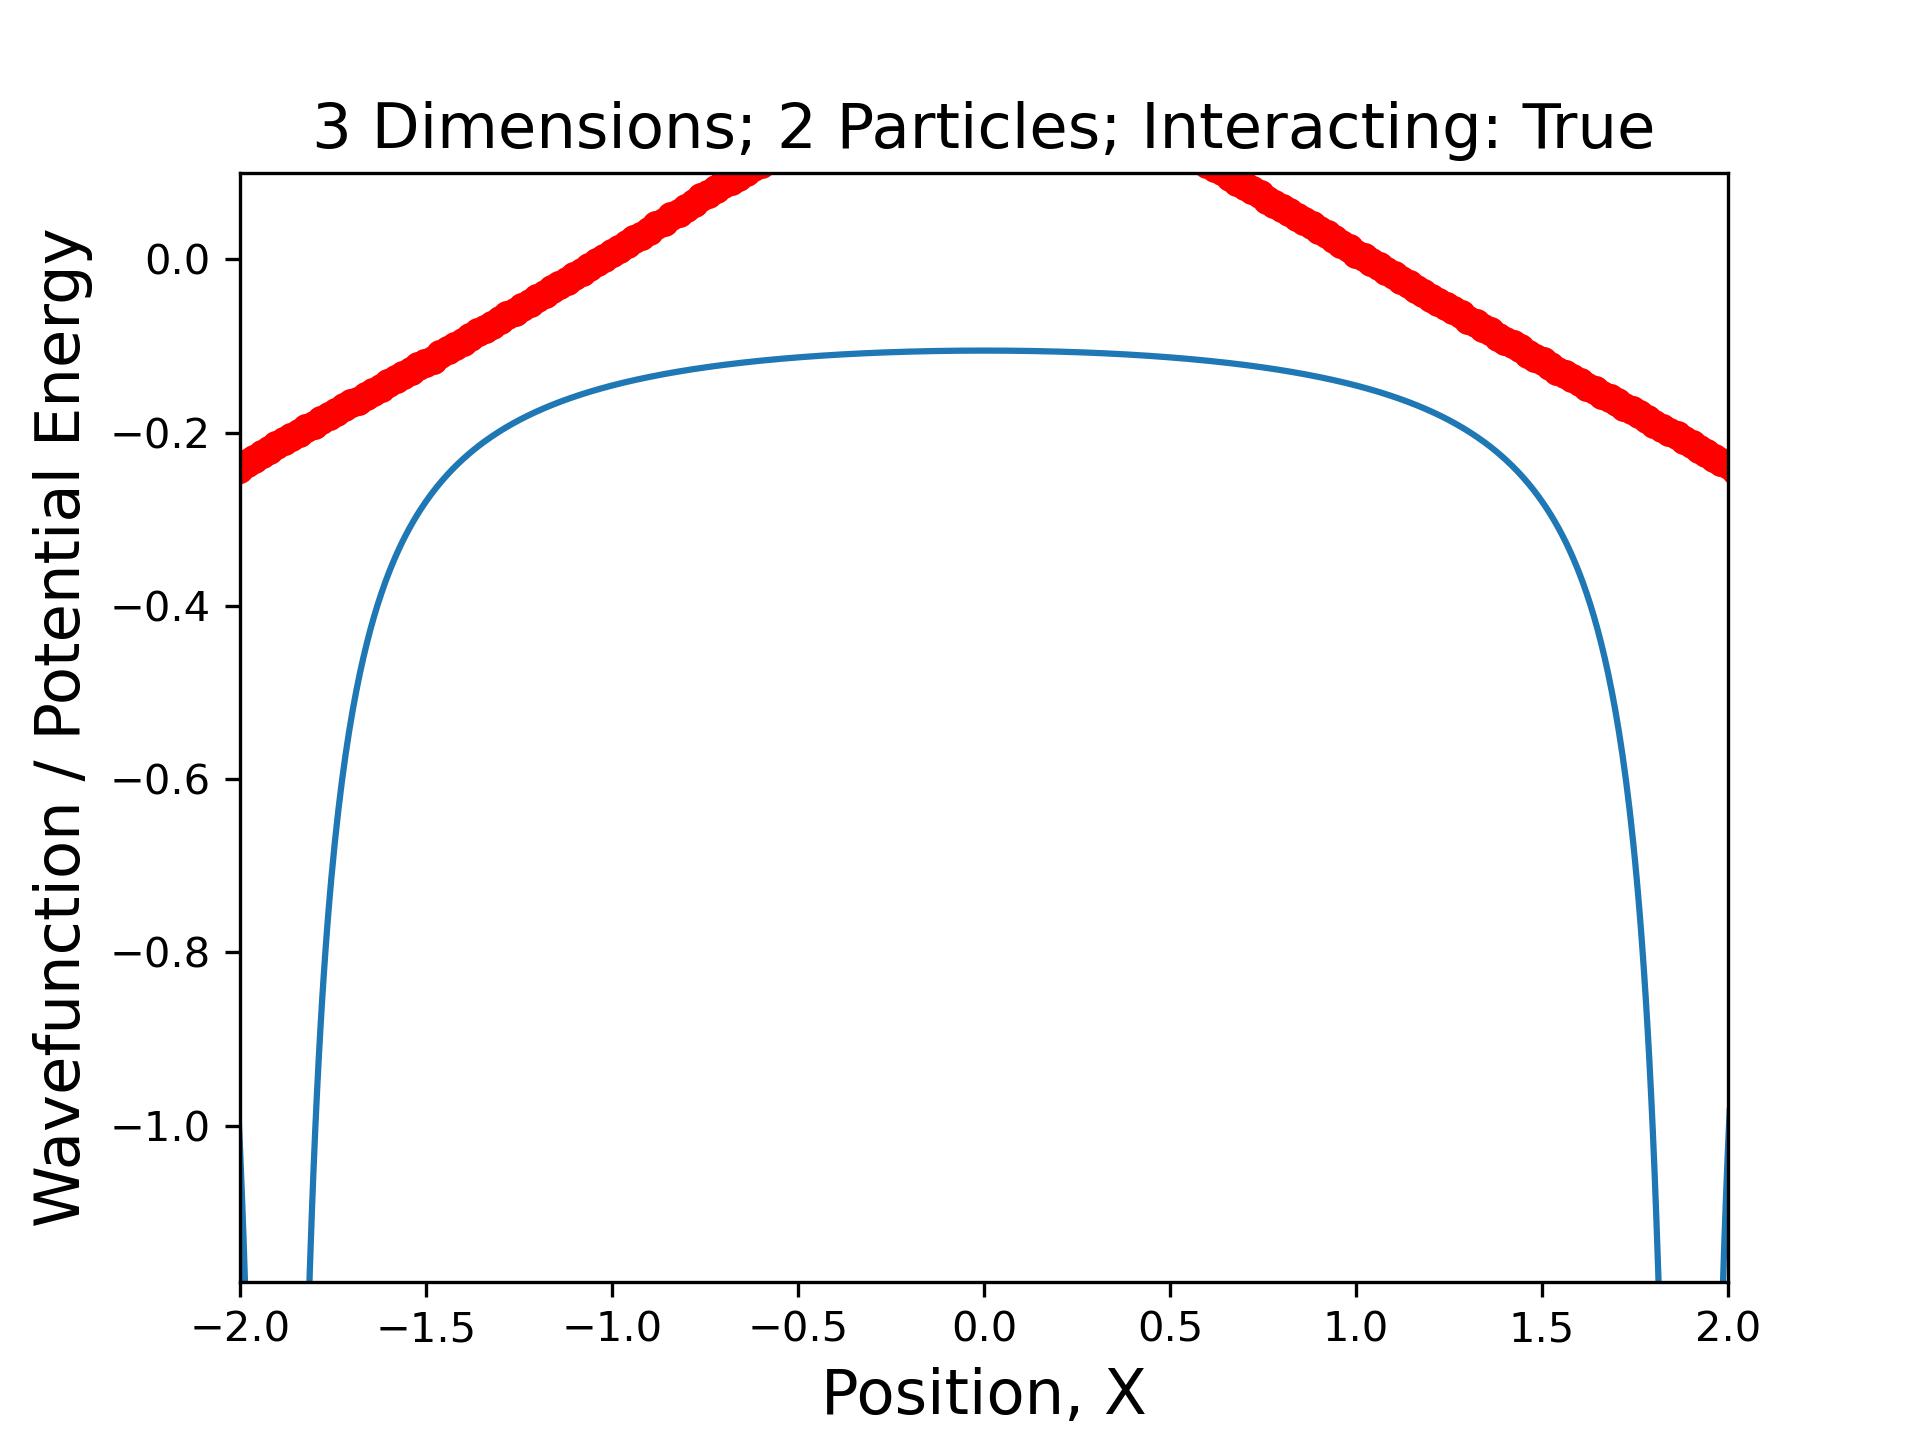 3 Dimensions; 2 Particles; Interacting: True
Wavefunction / Potential Energy
0.0
−0.2
−0.4
−0.6
−0.8
−1.0
−2.0 −1.5 −1.0 −0.5 0.0 0.5 1.0 1.5 2.0
Position, X